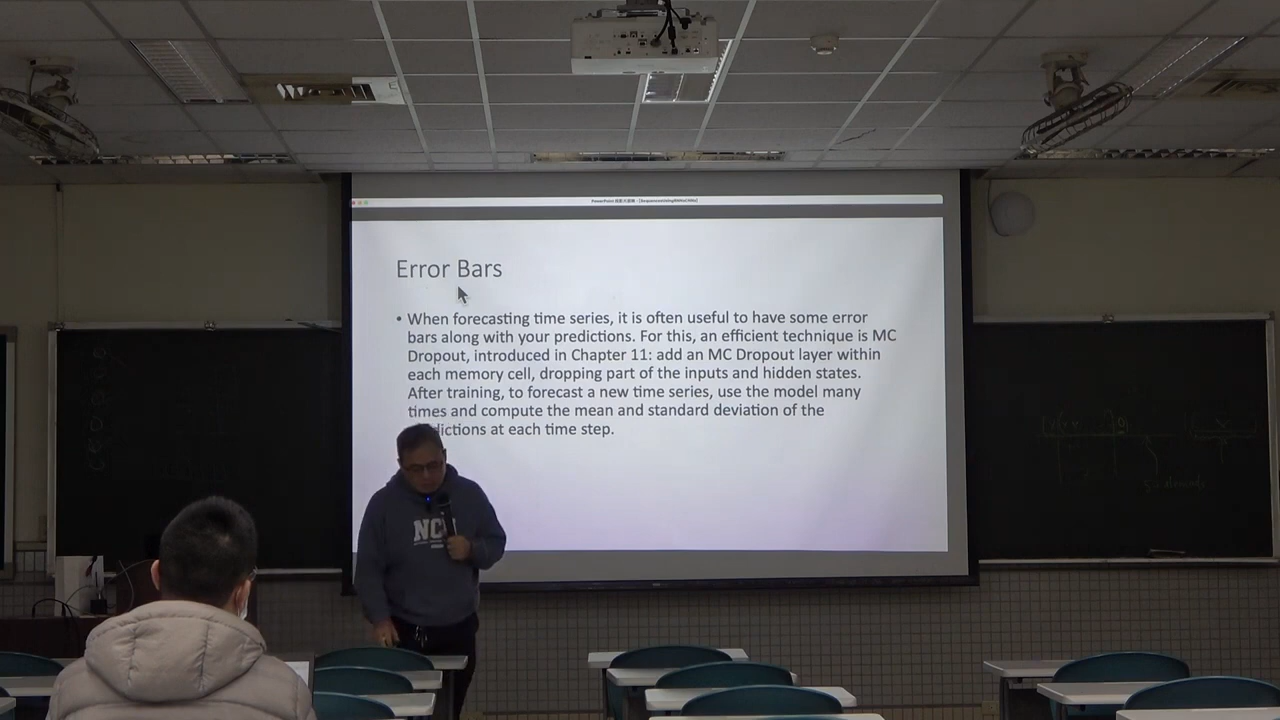 Error Bars
• When forecasting time series, it is often useful to have some error
bars along with your predictions. For this, an efficient technique is MC
Dropout, introduced in Chapter 11: add an MC Dropout layer within
each memory cell, dropping part of the inputs and hidden states.
After training, to forecast a new time series, use the model many
times and compute the mean and standard deviation of the
dictions at each time step.
NC